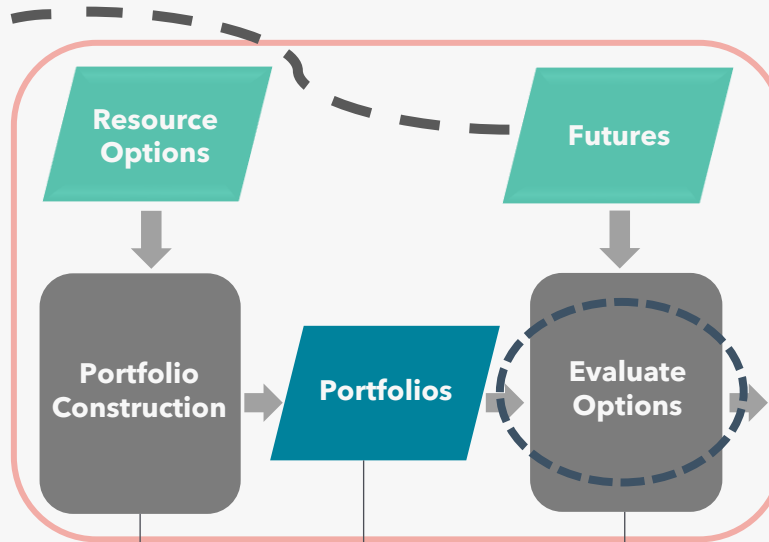 Resource
Options
Futures
Portfolio
Construction
Portfolios
Evaluate
Options